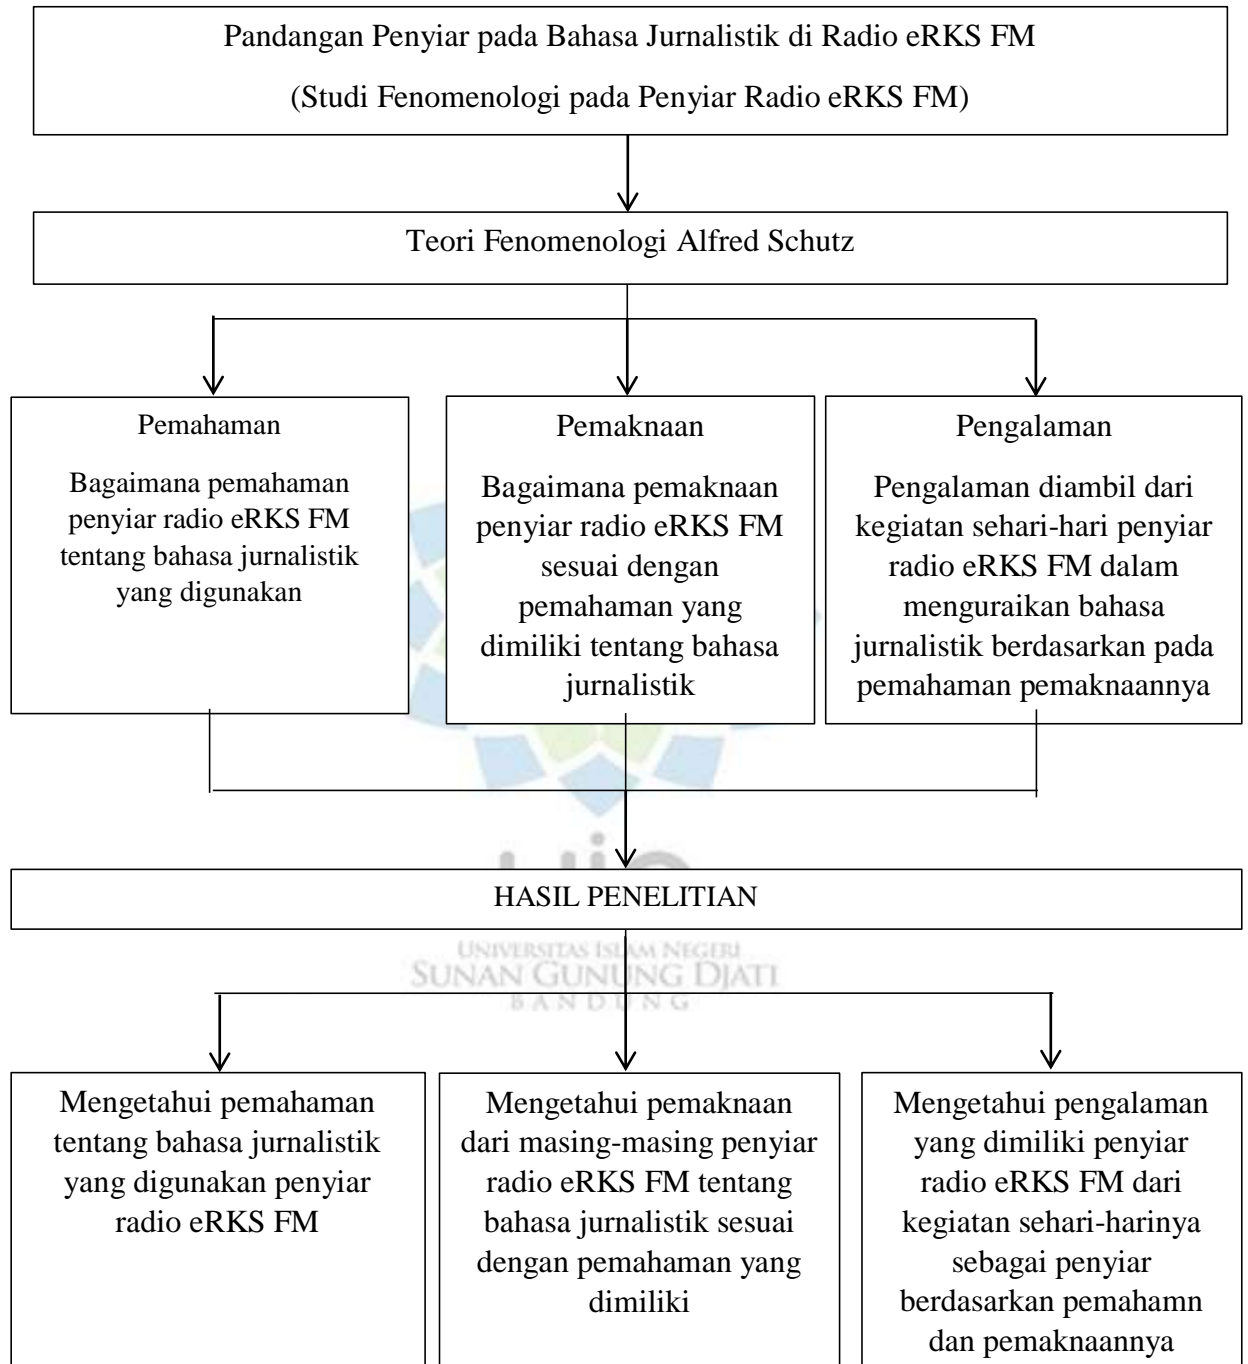 Pandangan Penyiar pada Bahasa Jurnalistik di Radio eRKS FM
(Studi Fenomenologi pada Penyiar Radio eRKS FM)
Teori Fenomenologi Alfred Schutz
Pemahaman
Bagaimana pemahaman
penyiar radio eRKS FM
tentang bahasa jurnalistik
yang digunakan
Pemaknaan
Bagaimana pemaknaan
penyiar radio eRKS FM
sesuai dengan
pemahaman yang
dimiliki tentang bahasa
jurnalistik
Pengalaman
Pengalaman diambil dari
kegiatan sehari-hari penyiar
radio eRKS FM dalam
menguraikan bahasa
jurnalistik berdasarkan pada
pemahaman pemaknaannya
HASIL PENELITIAN
UNIVERSITAS ISLAM NEGERI
SUNAN GUNUNG DJATI
BANDUNG
Mengetahui pemahaman
tentang bahasa jurnalistik
yang digunakan penyiar
radio eRKS FM
Mengetahui pemaknaan
dari masing-masing penyiar
radio eRKS FM tentang
bahasa jurnalistik sesuai
dengan pemahaman yang
dimiliki
Mengetahui pengalaman
yang dimiliki penyiar
radio eRKS FM dari
kegiatan sehari-harinya
sebagai penyiar
berdasarkan pemahamn
dan pemaknaannya